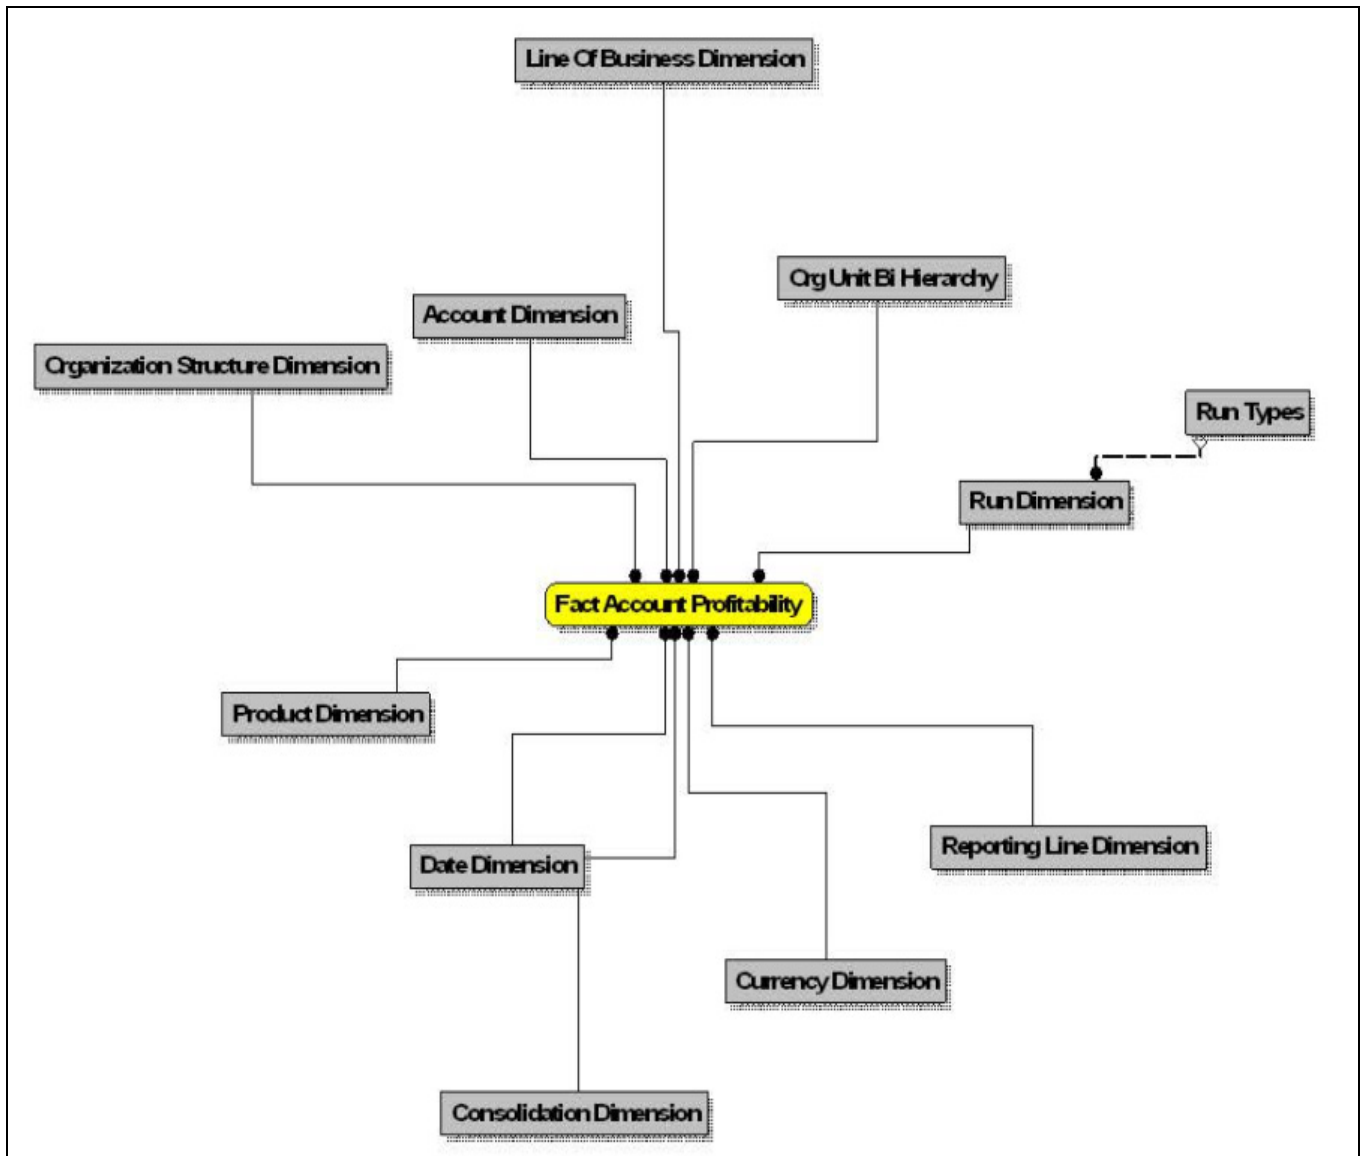 Line Of Business Dimension
Org Unit Bi Hierarchy
Account Dimension
Organization Structure Dimension
Run Types
Run Dimension
Fact Account Profitability
Product Dimension
Reporting Line Dimension
Date Dimension
Currency Dimension
Consolidation Dimension